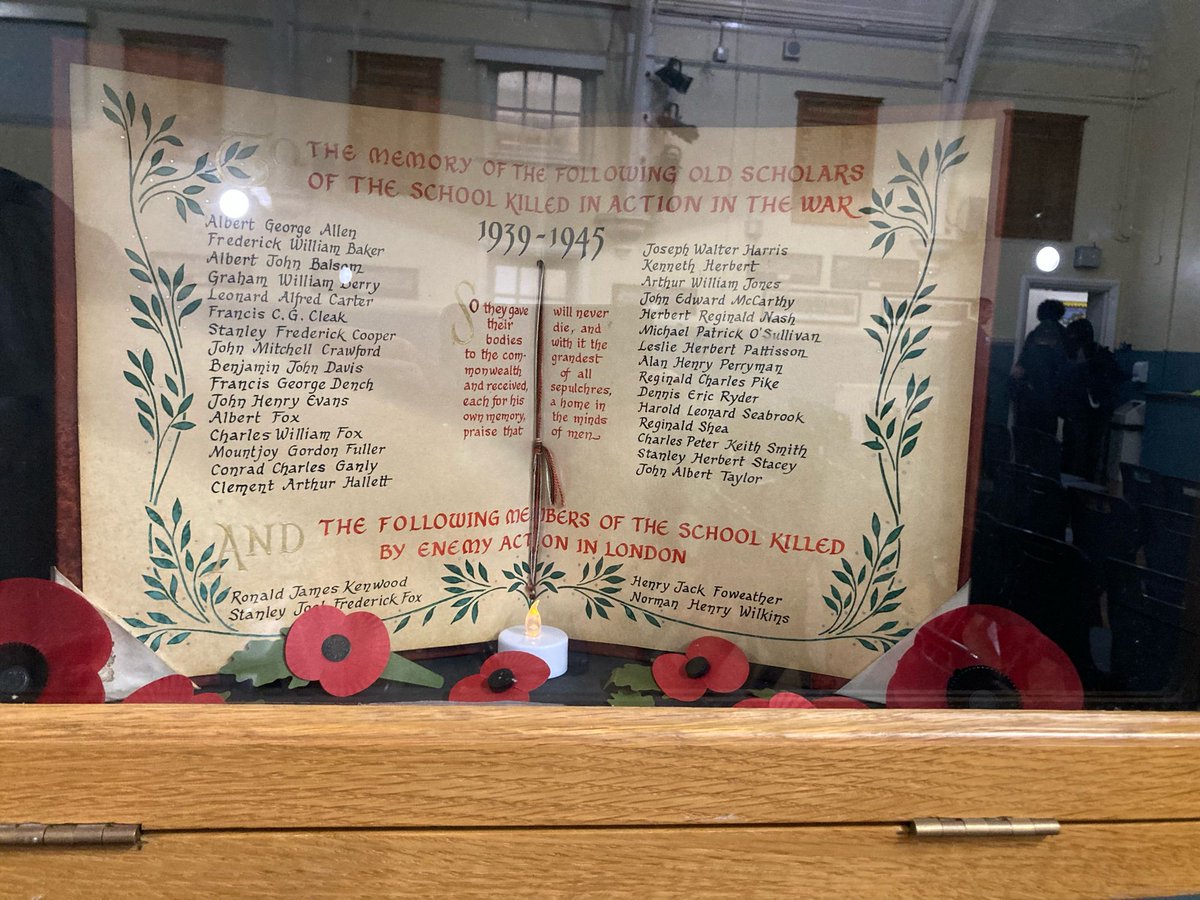 TO THE MEMORY OF THE FOLLOWING OLD SCHOLARS
OF THE SCHOOL KILLED IN ACTION IN THE WAR
1939-1945
Albert George Allen
Frederick William Baker
Albert John Balsom
Graham William Berry
Leonard Alfred Carter
Francis C.G. Cleak
Stanley Frederick Cooper
John Mitchell Crawford
Benjamin John Davis
Francis George Dench
John Henry Evans
Albert Fox
Charles William Fox
Mountjoy Gordon Fuller
Conrad Charles Ganly
Clement Arthur Hallett
So they gave
their
bodies
to the com-
monwealth
and received,
each for his
own memory,
praise that
will never
die, and
with it the
grandest
of all
sepulchres,
a home in
the minds
of men
Joseph Walter Harris
Kenneth Herbert
Arthur William Jones
John Edward McCarthy
Herbert Reginald Nash
Michael Patrick O'Sullivan
Leslie Herbert Pattisson
Alan Henry Perryman
Reginald Charles Pike
Dennis Eric Ryder
Harold Leonard Seabrook
Reginald Shea
Charles Peter Keith Smith
Stanley Herbert Stacey
John Albert Taylor
AND THE FOLLOWING MEMBERS OF THE SCHOOL KILLED
BY ENEMY ACTION IN LONDON
Ronald James Kenwood
Stanley Joel Frederick Fox
Henry Jack Foweather
Norman Henry Wilkins